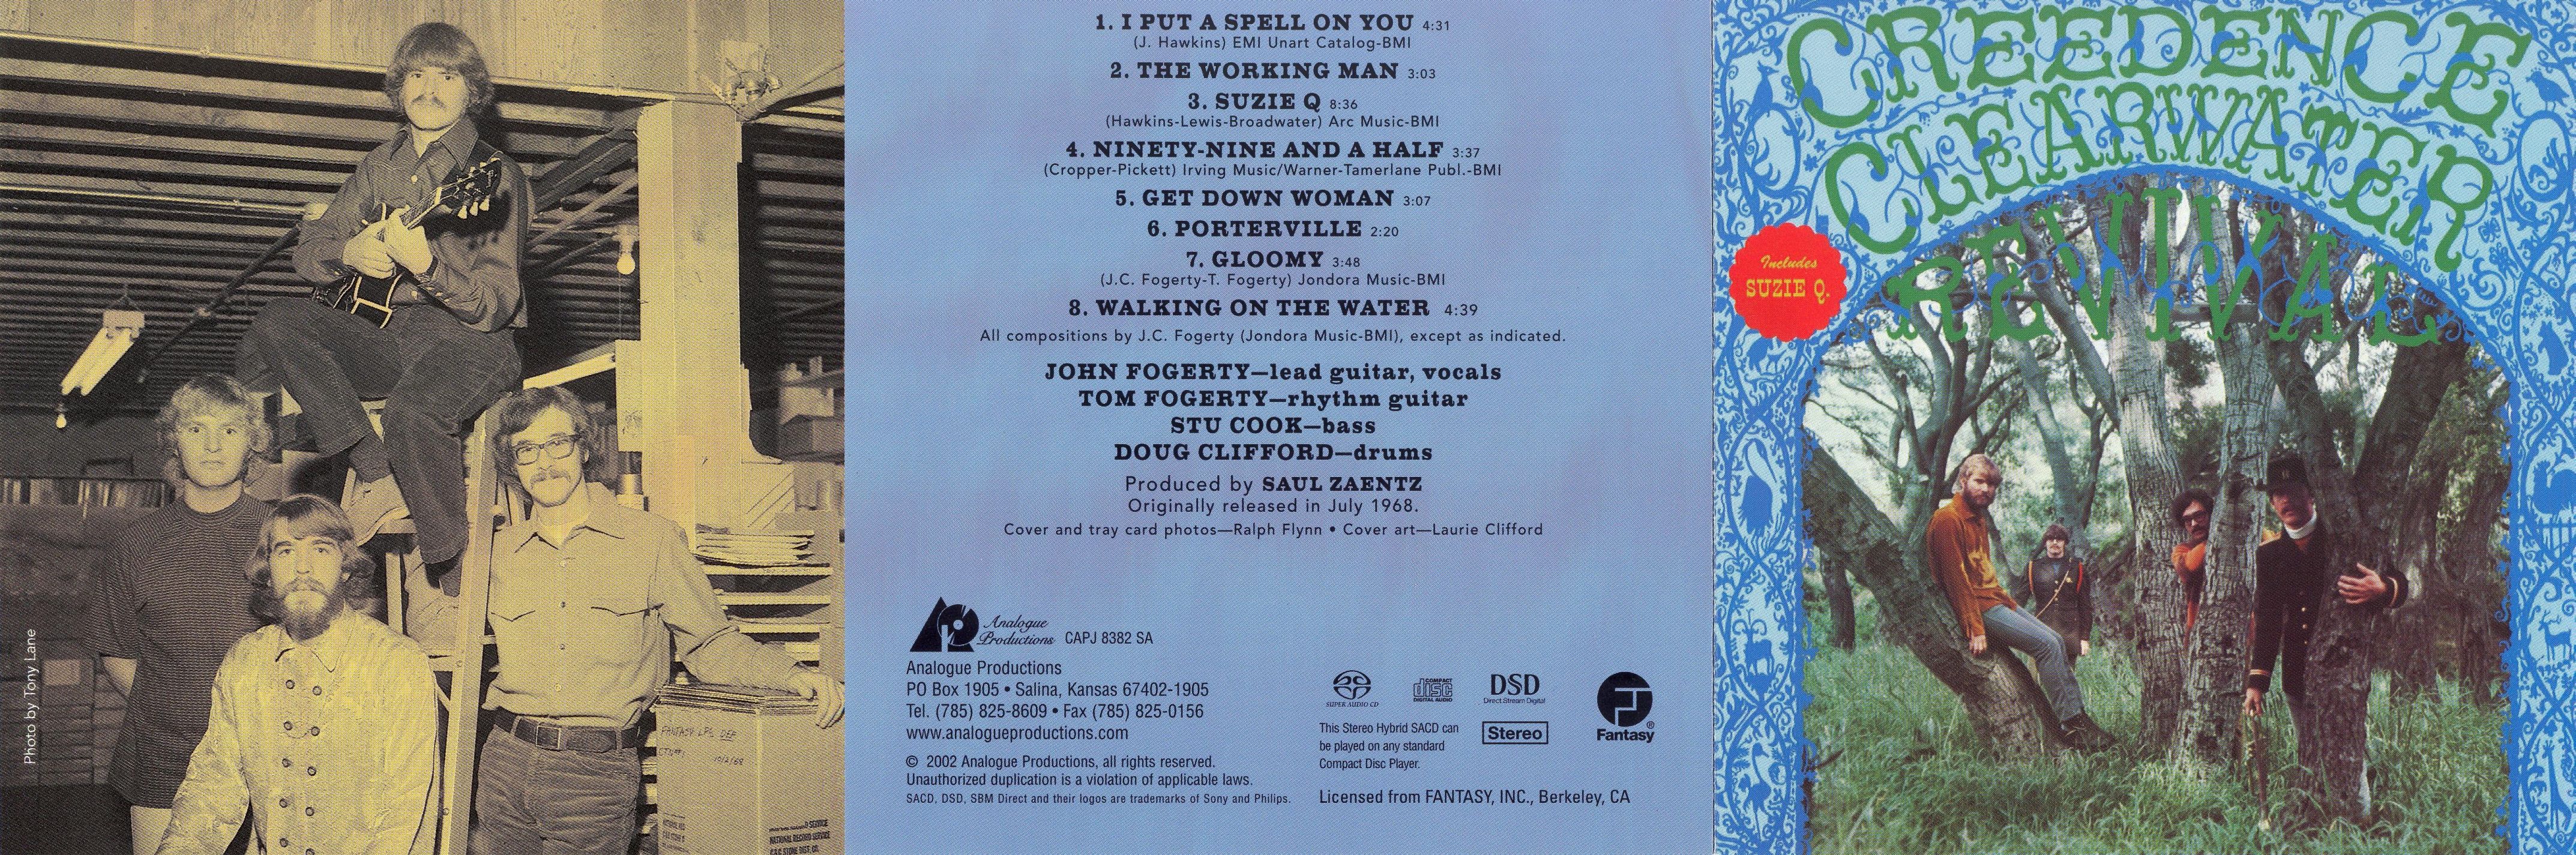 Photo by Tony Lane
FANTASY LPS DEF
CTN#1
10/2/68
1. I PUT A SPELL ON YOU 4:31
(J. Hawkins) EMI Unart Catalog-BMI
2. THE WORKING MAN 3:03
3. SUZIE Q 8:36
(Hawkins-Lewis-Broadwater) Arc Music-BMI
4. NINETY-NINE AND A HALF 3:37
(Cropper-Pickett) Irving Music/Warner-Tamerlane Publ.-BMI
5. GET DOWN WOMAN 3:07
6. PORTERVILLE 2:20
7. GLOOMY 3:48
(J.C. Fogerty-T. Fogerty) Jondora Music-BMI
8. WALKING ON THE WATER 4:39
All compositions by J.C. Fogerty (Jondora Music-BMI), except as indicated.
JOHN FOGERTY—lead guitar, vocals
TOM FOGERTY—rhythm guitar
STU COOK—bass
DOUG CLIFFORD—drums
Produced by SAUL ZAENTZ
Originally released in July 1968.
Cover and tray card photos—Ralph Flynn • Cover art—Laurie Clifford
Analogue
Productions CAPJ 8382 SA
Analogue Productions
PO Box 1905 • Salina, Kansas 67402-1905
Tel. (785) 825-8609 • Fax (785) 825-0156
www.analogueproductions.com
© 2002 Analogue Productions, all rights reserved.
Unauthorized duplication is a violation of applicable laws.
SACD, DSD, SBM Direct and their logos are trademarks of Sony and Philips.
SUPER AUDIO CD
COMPACT
disc
DIGITAL AUDIO
DSD
Direct Stream Digital
This Stereo Hybrid SACD can
be played on any standard
Compact Disc Player.
Stereo
Fantasy®
Licensed from FANTASY, INC., Berkeley, CA
CREEDENCE
CLEARWATER
REVIVAL
Includes
SUZIE Q.